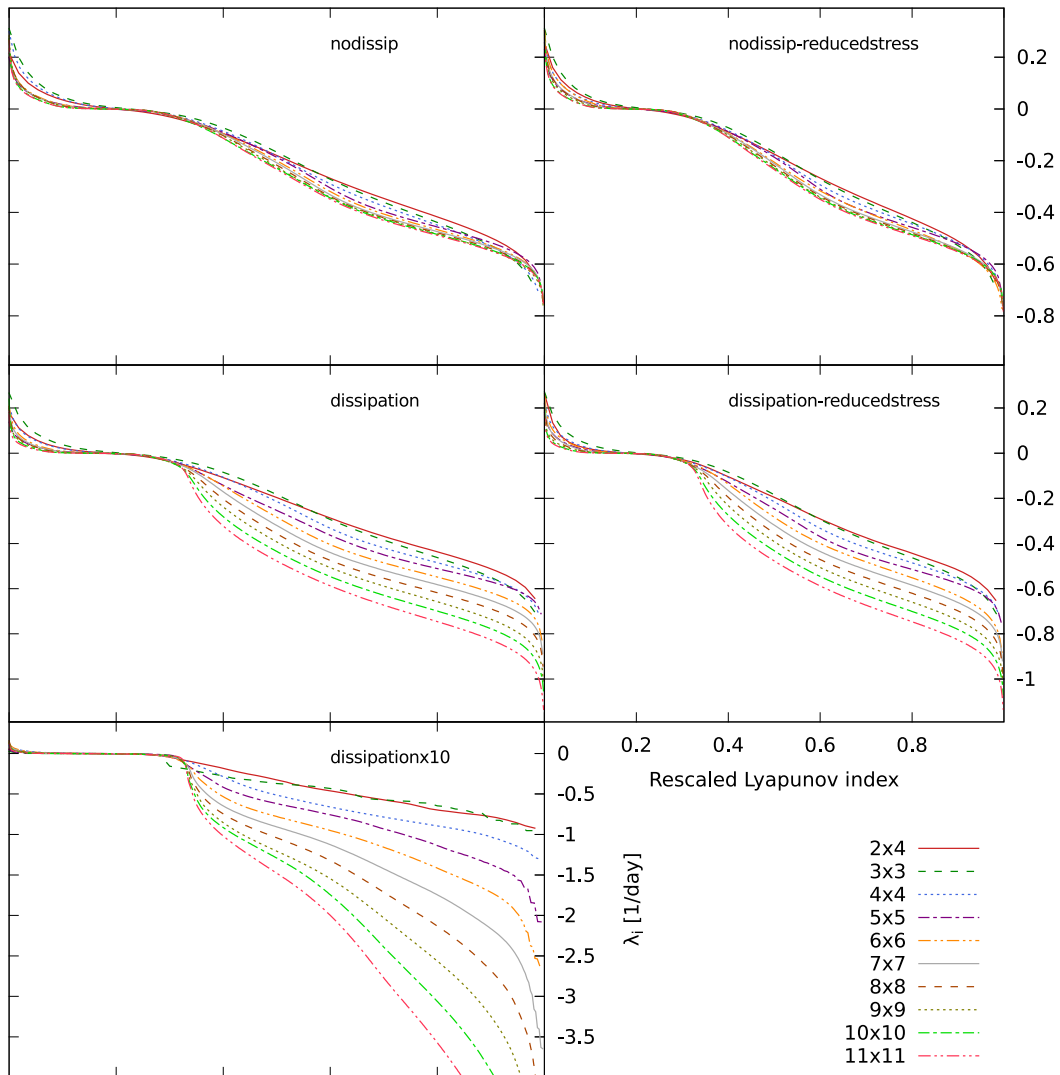 nodissip
nodissip-reducedstress
0.2
0
-0.2
-0.4
-0.6
-0.8
dissipation
dissipation-reducedstress
0.2
0
-0.2
-0.4
-0.6
-0.8
-1
dissipationx10
0
-0.5
-1
-1.5
-2
-2.5
-3
-3.5
λi [1/day]
0.2 0.4 0.6 0.8
Rescaled Lyapunov index
2x4
3x3
4x4
5x5
6x6
7x7
8x8
9x9
10x10
11x11